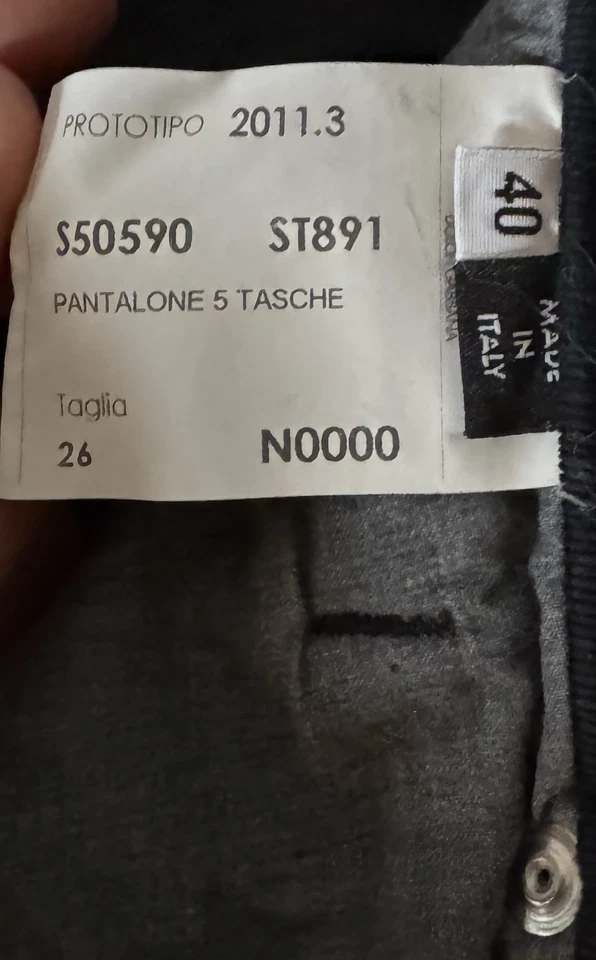 PROTOTIPO 2011.3
S50590 ST891
PANTALONE 5 TASCHE
Taglia
26 N0000
40
MADE
IN
ITALY